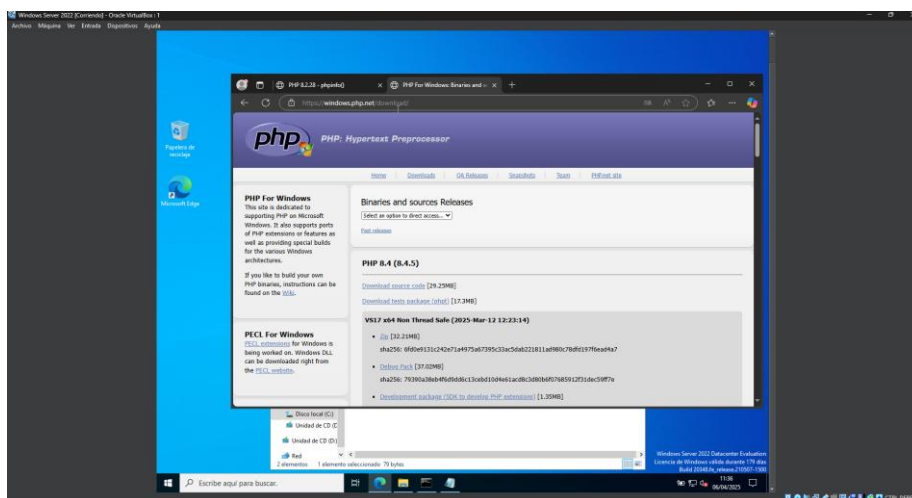 Windows Server 2022 [Corriendo] - Oracle VirtualBox : 1
Archivo Máquina Ver Entrada Dispositivos Ayuda
Papelera de
reciclaje
Microsoft Edge
PHP 8.2.28 - phpinfo()
PHP For Windows: Binaries and
https://windows.php.net/download/
php
PHP: Hypertext Preprocessor
Home Downloads QA Releases Snapshots Team PHP.net site
PHP For Windows
This site is dedicated to
supporting PHP on Microsoft
Windows. It also supports ports
of PHP extensions or features as
well as providing special builds
for the various Windows
architectures.
If you like to build your own
PHP binaries, instructions can be
found on the Wiki.
PECL For Windows
PECL extensions for Windows is
being worked on. Windows DLL
can be downloaded right from
the PECL website.
Binaries and sources Releases
Select an option to direct access...
Past releases
PHP 8.4 (8.4.5)
Download source code [29.25MB]
Download tests package (phpt) [17.3MB]
VS17 x64 Non Thread Safe (2025-Mar-12 12:23:14)
Zip [32.21MB]
sha256: 6fd0e9131c242e71a4975a67395c33ac5dab221811ad980c78dfd197f6ead4a7
Debug Pack [37.02MB]
Development package (SDK to develop PHP extensions) [1.35MB]
Disco local (C:)
Unidad de CD (D:)
Red
2 elementos 1 elemento seleccionado 70 bytes
Windows Server 2022 Datacenter Evaluation
Licencia de Windows válida durante 179 días
Escribe aquí para buscar.
11:36
06/04/2025